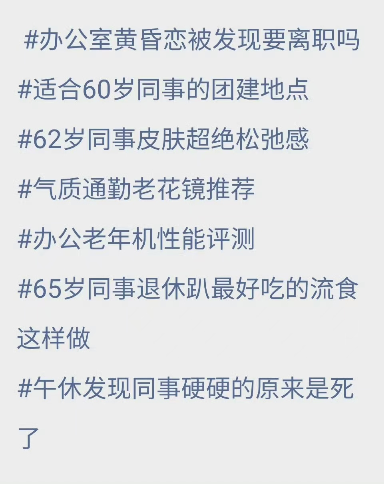 #办公室黄昏恋被发现要离职吗
#适合60岁同事的团建地点
#62岁同事皮肤超绝松弛感
#气质通勤老花镜推荐
#办公老年机性能评测
#65岁同事退休趴最好吃的流食
这样做
#午休发现同事硬硬的原来是死
了